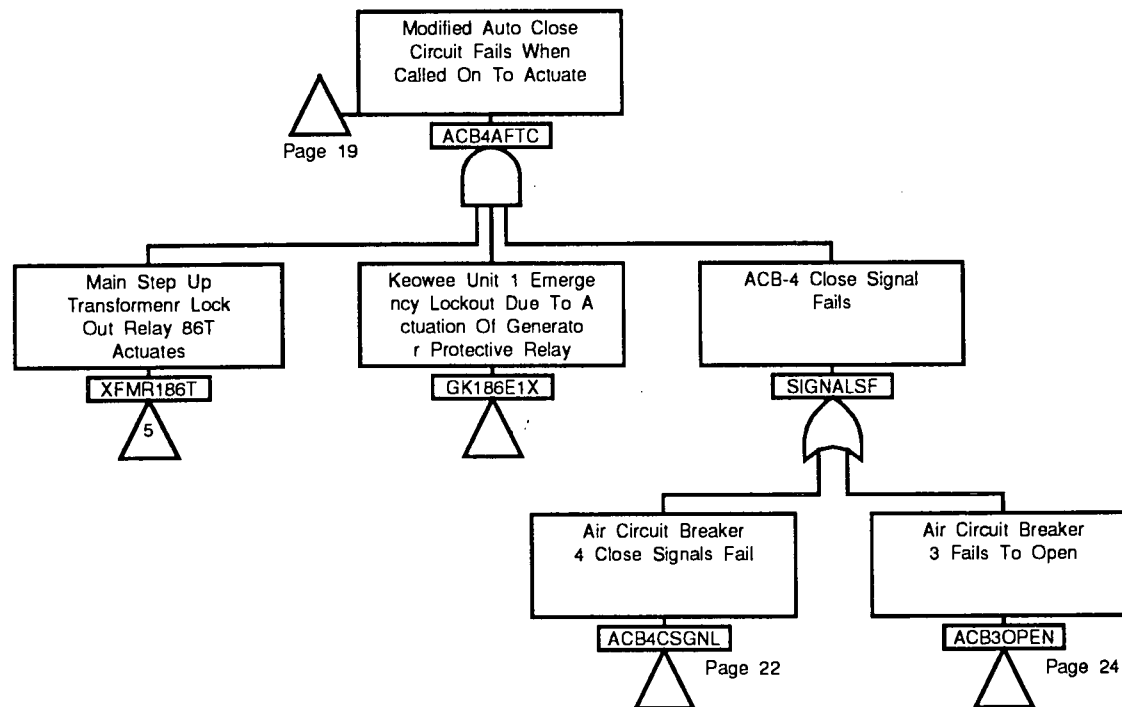 Modified Auto Close
Circuit Fails When
Called On To Actuate
Page 19
ACB4AFTC
Main Step Up
Transformenr Lock
Out Relay 86T
Actuates
XFMR186T
5
Keowee Unit 1 Emerge
ncy Lockout Due To A
ctuation Of Generato
r Protective Relay
GK186E1X
ACB-4 Close Signal
Fails
SIGNALSF
Air Circuit Breaker
4 Close Signals Fail
ACB4CSGNL
Page 22
Air Circuit Breaker
3 Fails To Open
ACB3OPEN
Page 24